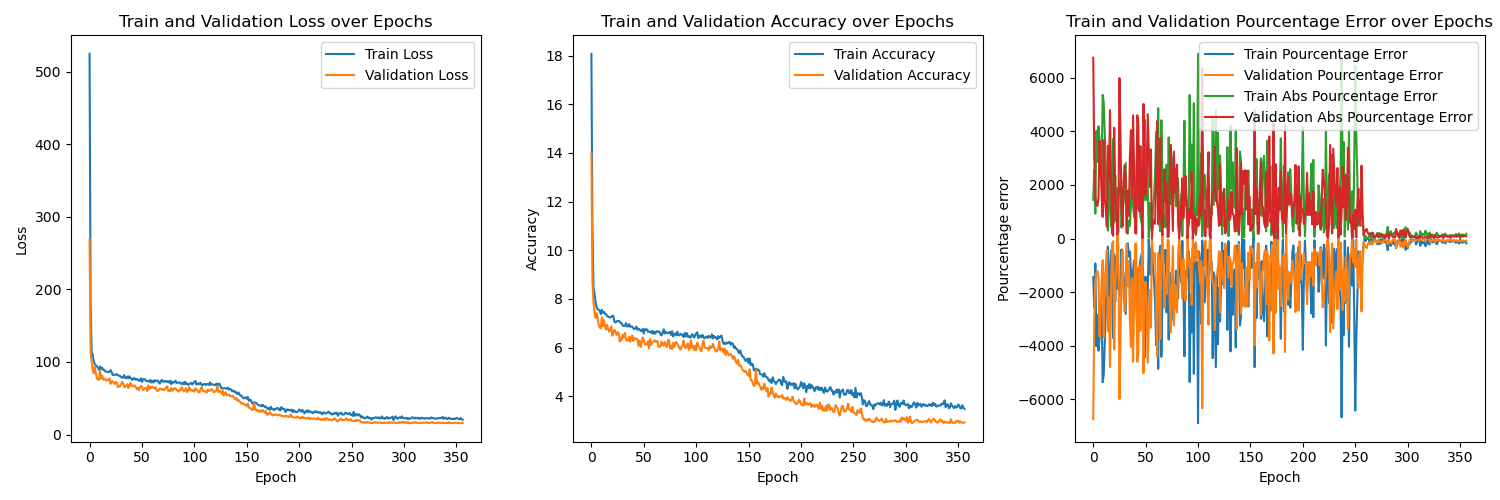 Train and Validation Loss over Epochs
Train Loss
Validation Loss
500
400
300
200
100
0
Loss
0 50 100 150 200 250 300 350
Epoch
Train and Validation Accuracy over Epochs
Train Accuracy
Validation Accuracy
18
16
14
12
10
8
6
4
Accuracy
0 50 100 150 200 250 300 350
Epoch
Train and Validation Pourcentage Error over Epochs
Train Pourcentage Error
Validation Pourcentage Error
Train Abs Pourcentage Error
Validation Abs Pourcentage Error
6000
4000
2000
0
−2000
−4000
−6000
Pourcentage error
0 50 100 150 200 250 300 350
Epoch